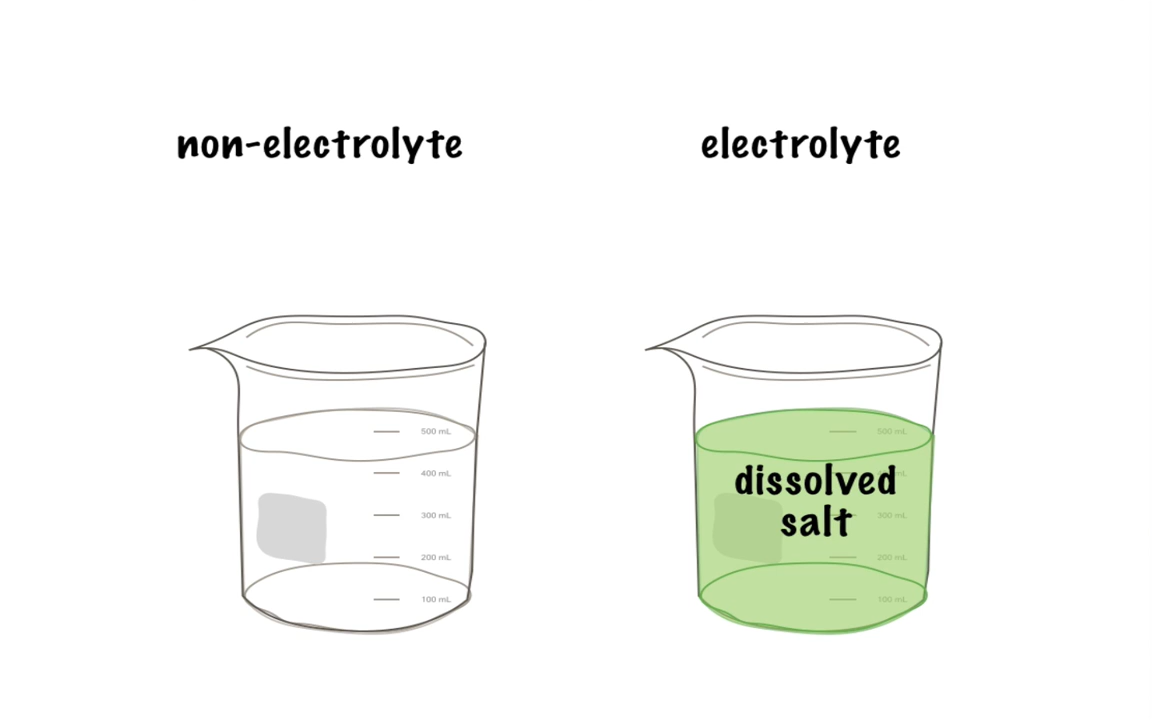 non-electrolyte
electrolyte
500 mL
400 mL
300 mL
200 mL
100 mL
500 mL
dissolved
salt
300 mL
200 mL
100 mL